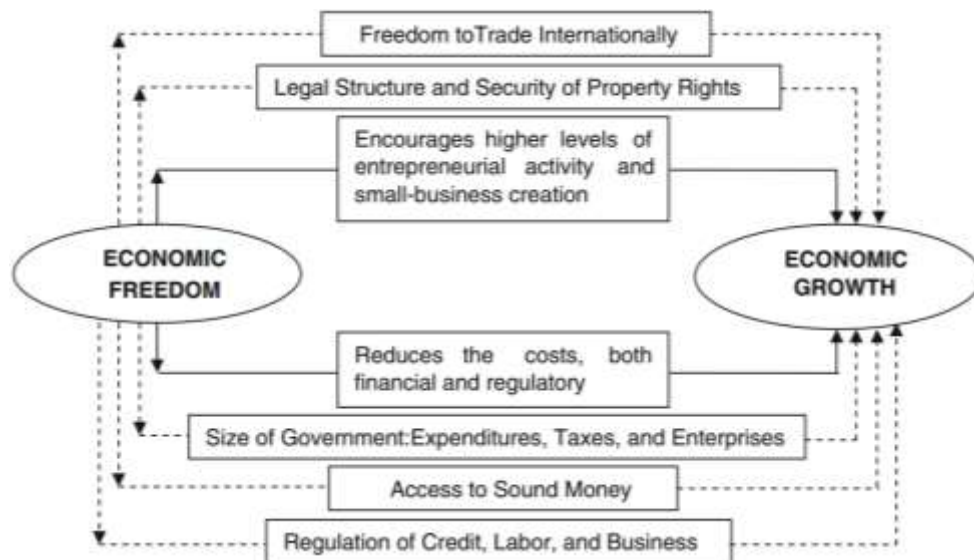 Freedom toTrade Internationally
Legal Structure and Security of Property Rights
Encourages higher levels of
entrepreneurial activity and
small-business creation
ECONOMIC
FREEDOM
ECONOMIC
GROWTH
Reduces the costs, both
financial and regulatory
Size of Government:Expenditures, Taxes, and Enterprises
Access to Sound Money
Regulation of Credit, Labor, and Business